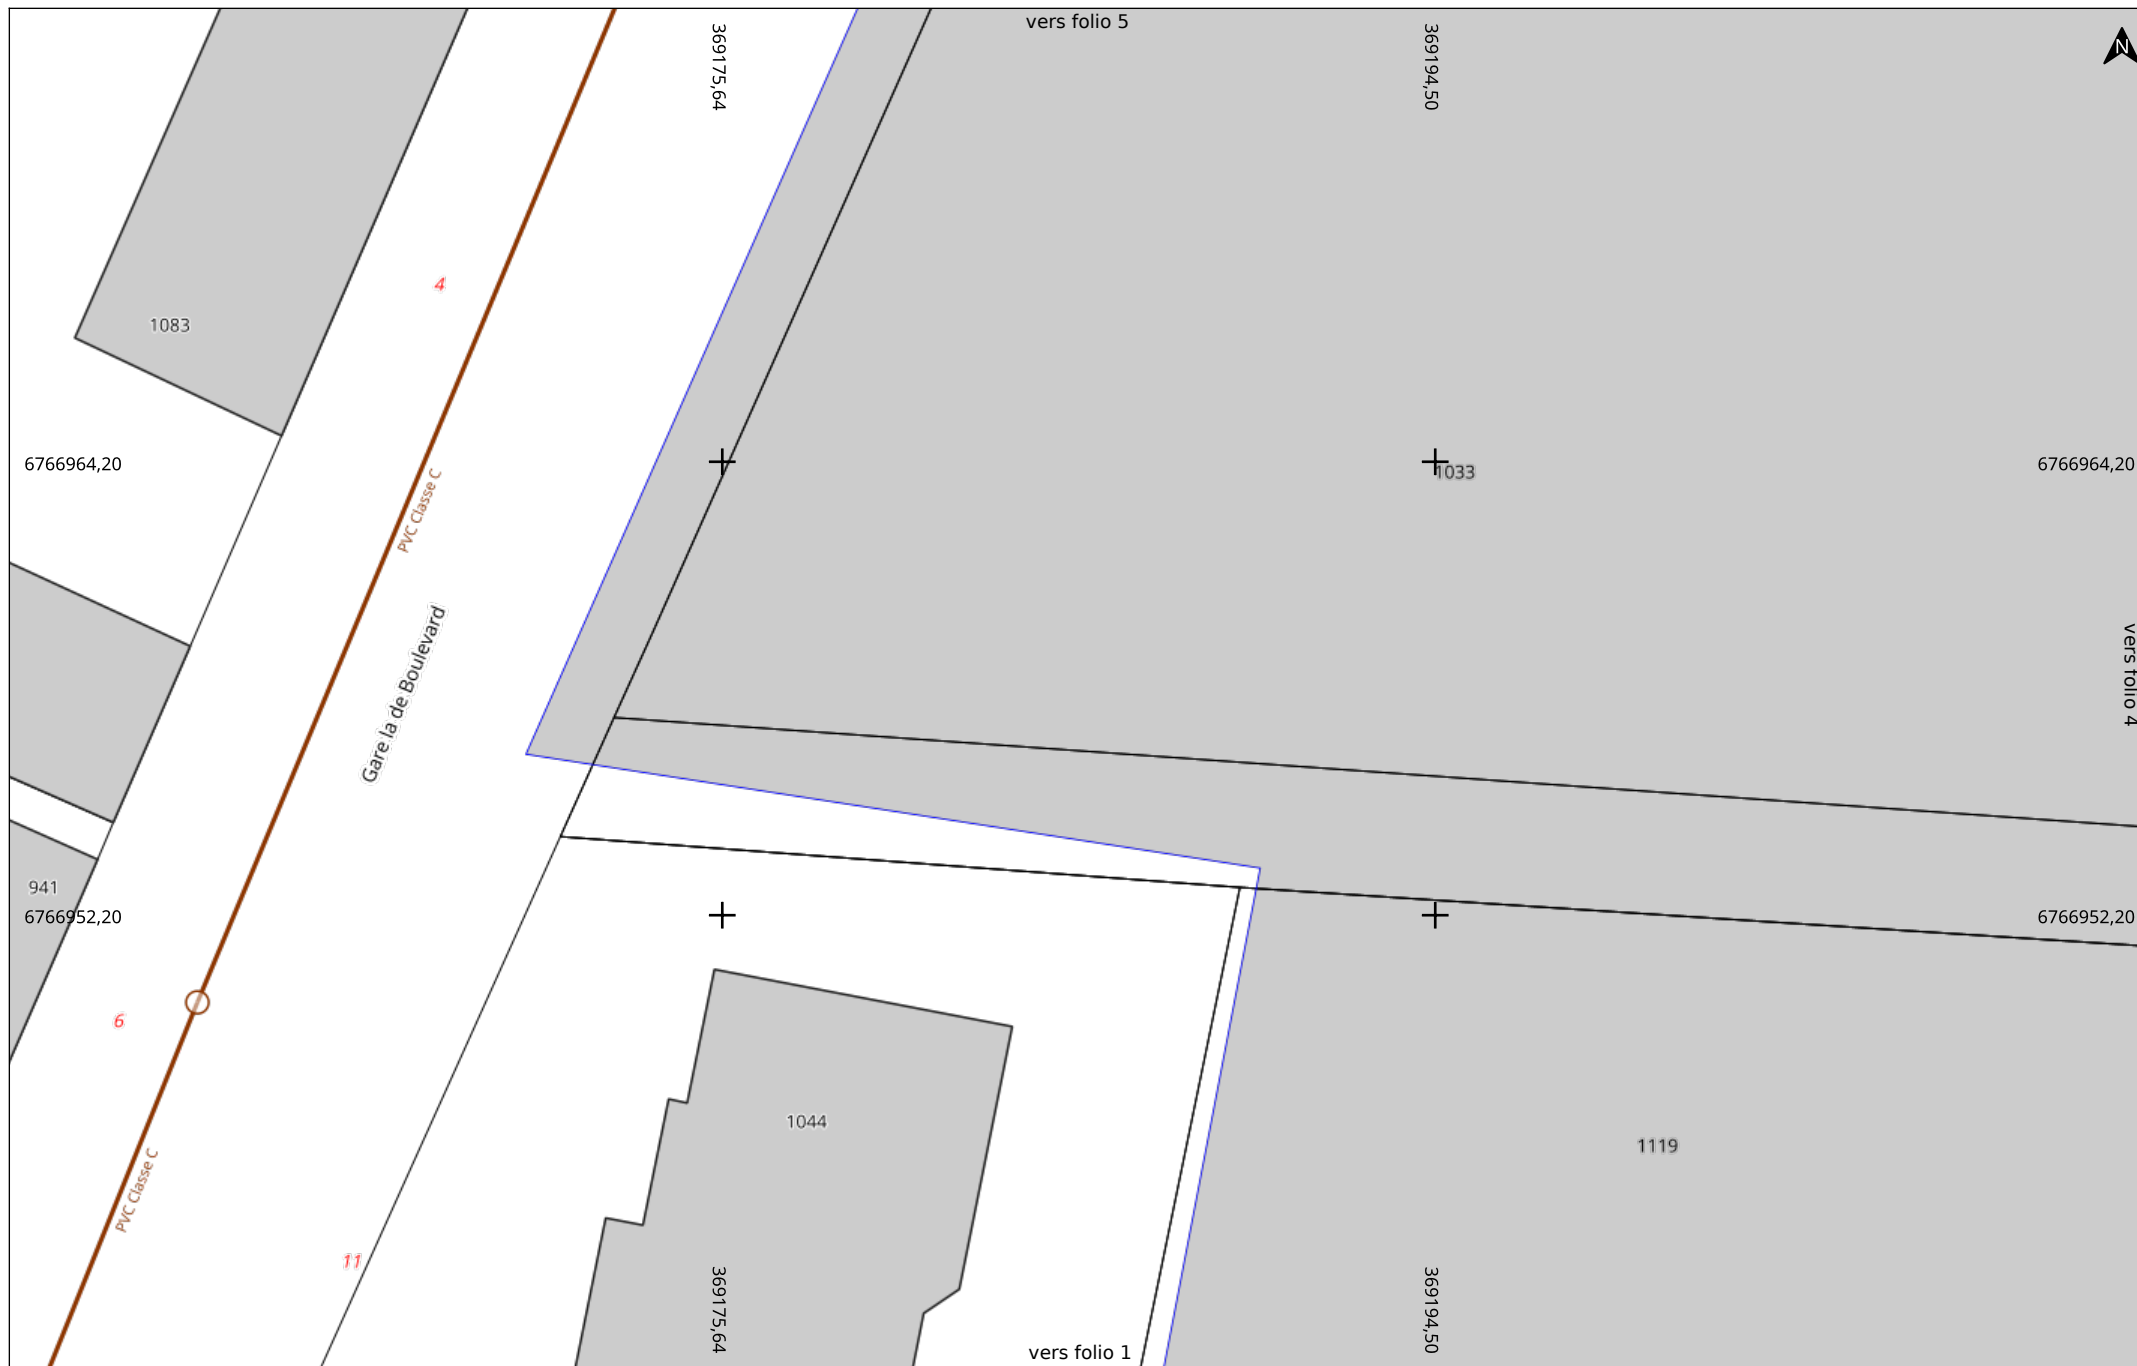 vers folio 5
369175,64
369194,50
N
4
1083
6766964,20
1033
6766964,20
PVC Classe C
Gare la de Boulevard
vers folio 4
941
6766952,20
6766952,20
6
1044
1119
PVC Classe C
11
369175,64
369194,50
vers folio 1